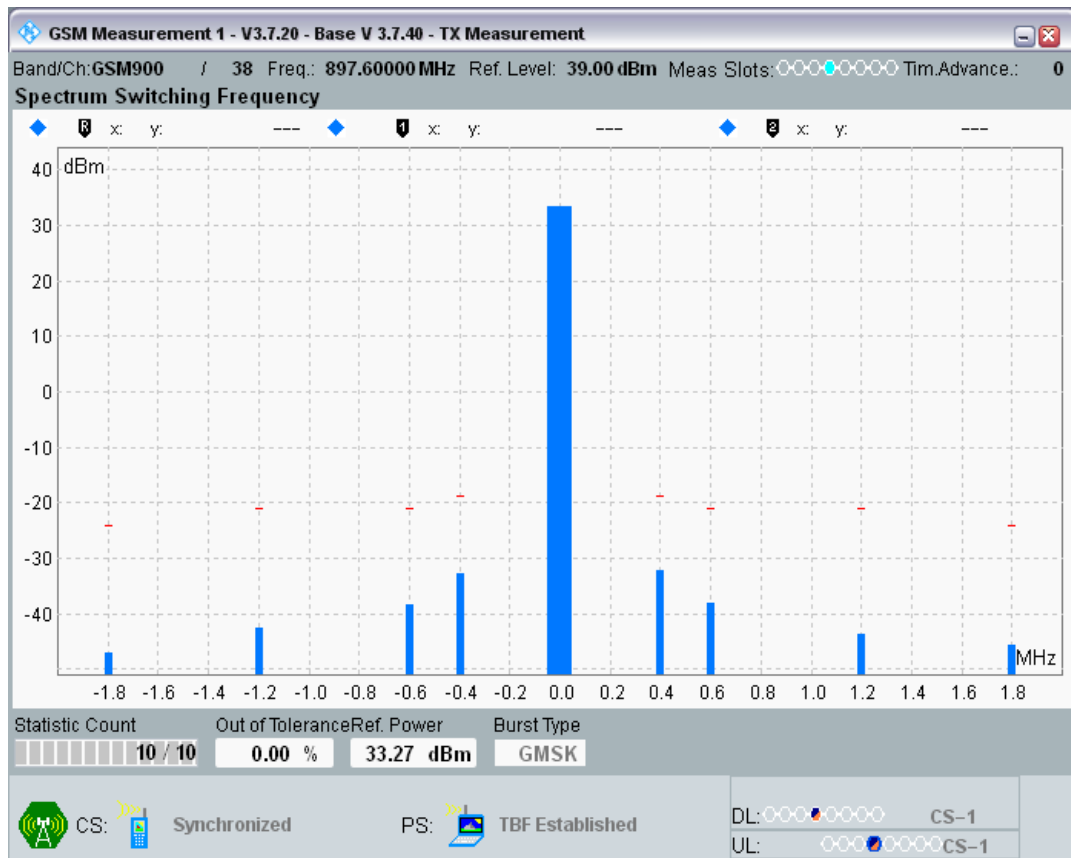 GSM Measurement 1 - V3.7.20 - Base V 3.7.40 - TX Measurement
Band/Ch:GSM900 / 38 Freq.: 897.60000 MHz Ref. Level: 39.00 dBm Meas Slots: Tim.Advance.: 0
Spectrum Switching Frequency
R x: y: --- 1 x: y: --- 2 x: y: ---
dBm
40
30
20
10
0
-10
-20
-30
-40
MHz
-1.8 -1.6 -1.4 -1.2 -1.0 -0.8 -0.6 -0.4 -0.2 0.0 0.2 0.4 0.6 0.8 1.0 1.2 1.4 1.6 1.8
Statistic Count Out of Tolerance Ref. Power Burst Type
10 / 10 0.00 % 33.27 dBm GMSK
CS: Synchronized PS: TBF Established
DL: CS-1
UL: CS-1